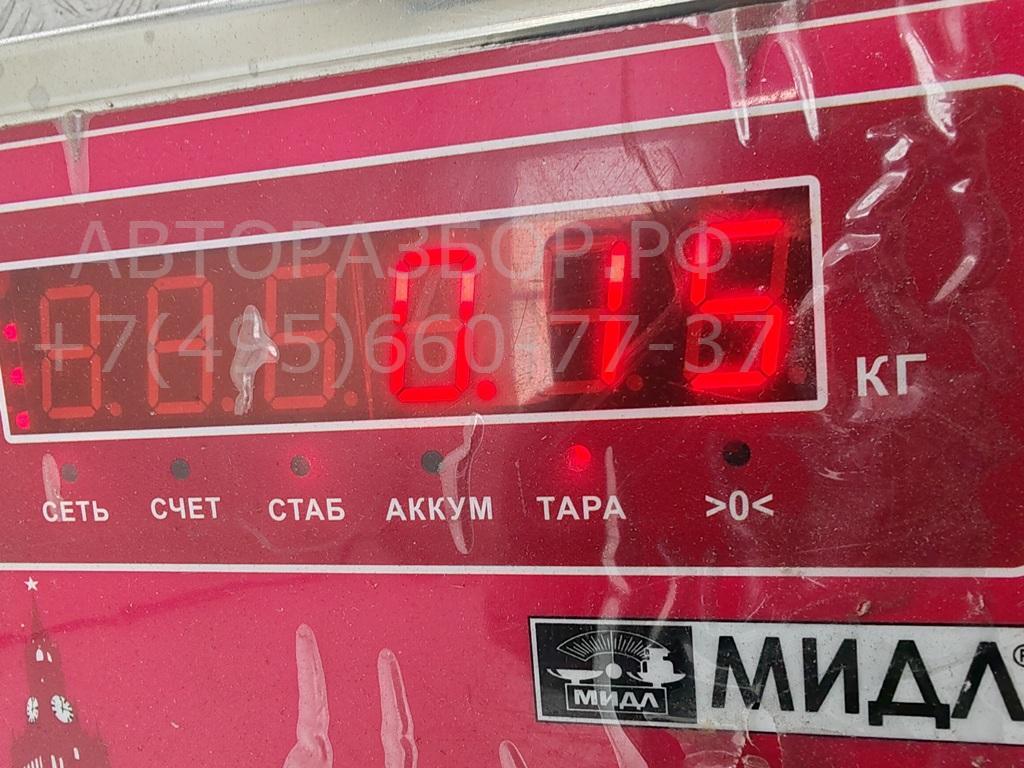 АВТОРАЗБОР.РФ
+7(495)660-77-37
0.15
КГ
СЕТЬ СЧЕТ СТАБ АККУМ ТАРА >0<
МИДЛ МИДЛ®